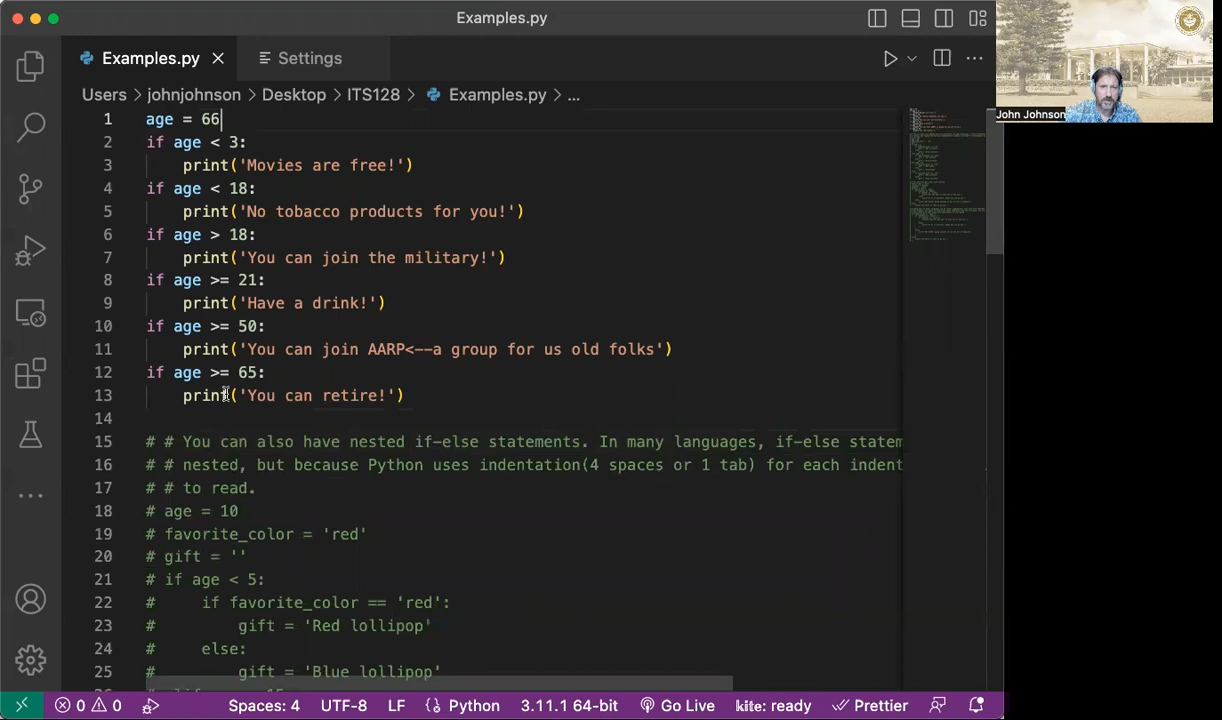 Examples.py
Examples.py
Settings
Users > johnjohnson > Desktop > ITS128 > Examples.py > ...
John Johnson
1 age = 66
2 if age < 3:
3 print('Movies are free!')
4 if age < 18:
5 print('No tobacco products for you!')
6 if age > 18:
7 print('You can join the military!')
8 if age >= 21:
9 print('Have a drink!')
10 if age >= 50:
11 print('You can join AARP<--a group for us old folks')
12 if age >= 65:
13 print('You can retire!')
14
15 # # You can also have nested if-else statements. In many languages, if-else statem
16 # # nested, but because Python uses indentation(4 spaces or 1 tab) for each indent
17 # # to read.
18 # age = 10
19 # favorite_color = 'red'
20 # gift = ''
21 # if age < 5:
22 # if favorite_color == 'red':
23 # gift = 'Red lollipop'
24 # else:
25 # gift = 'Blue lollipop'
0 0 Spaces: 4 UTF-8 LF Python 3.11.1 64-bit Go Live kite: ready Prettier